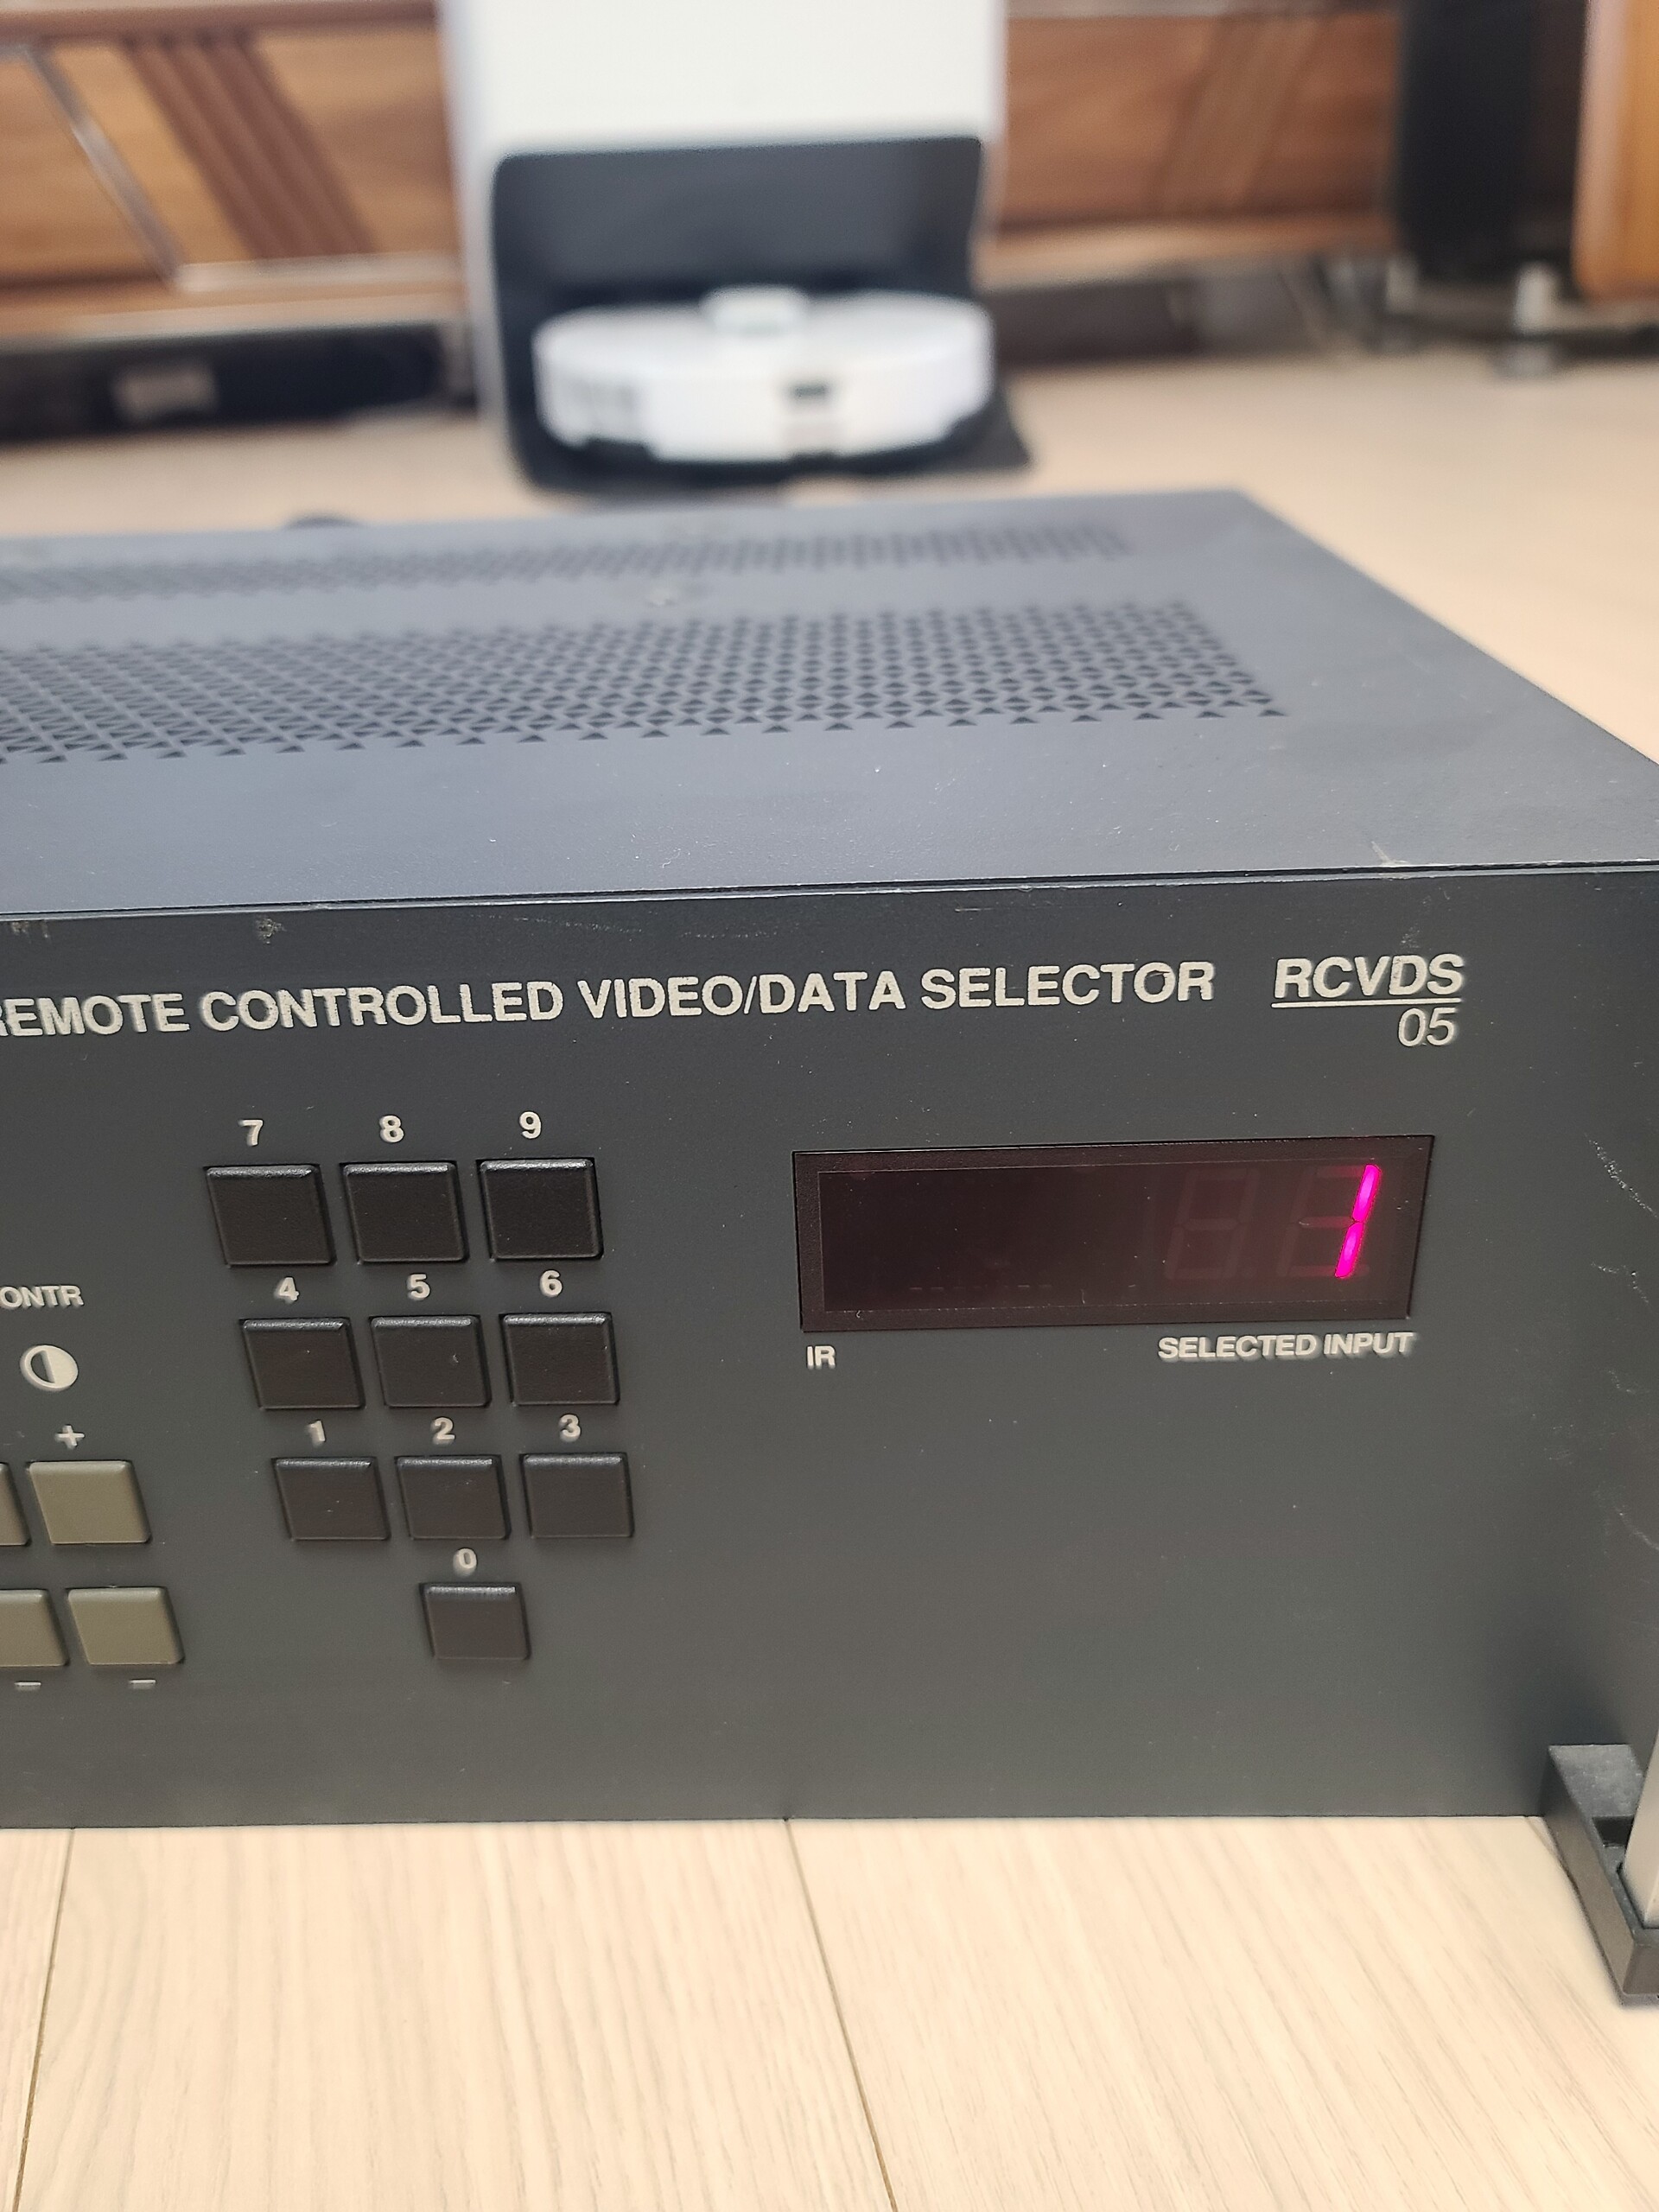 REMOTE CONTROLLED VIDEO/DATA SELECTOR RCVDS
05
7 8 9
4 5 6
1 2 3
0
ONTR
+
- -
1
IR SELECTED INPUT